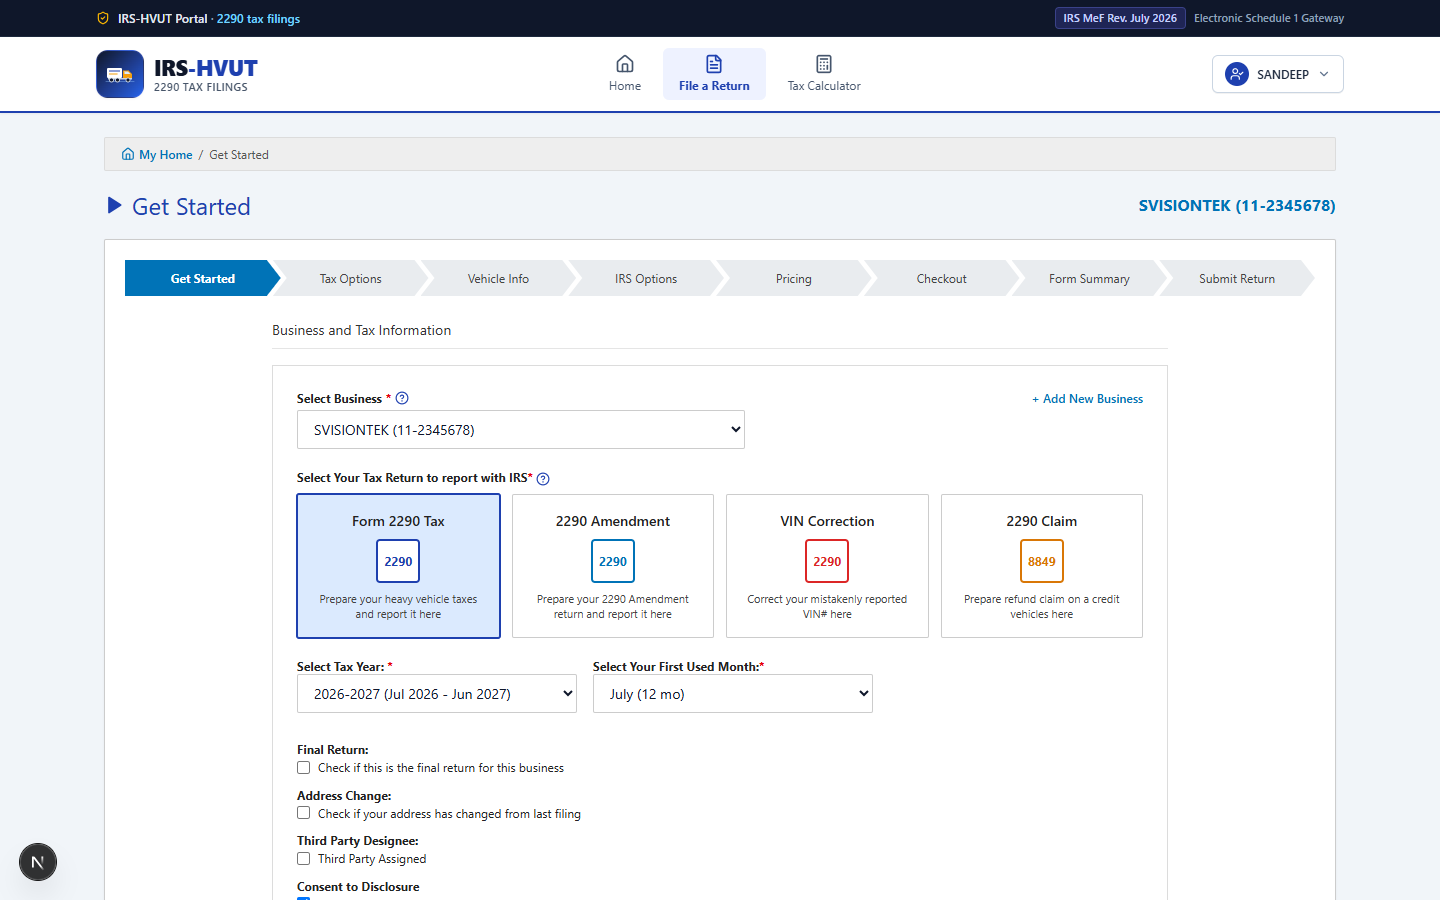 IRS-HVUT Portal · 2290 tax filings
IRS MeF Rev. July 2026
Electronic Schedule 1 Gateway
IRS-HVUT
2290 TAX FILINGS
Home
File a Return
Tax Calculator
SANDEEP
My Home / Get Started
Get Started
SVISIONTEK (11-2345678)
Get Started
Tax Options
Vehicle Info
IRS Options
Pricing
Checkout
Form Summary
Submit Return
Business and Tax Information
Select Business * ?
+ Add New Business
SVISIONTEK (11-2345678)
Select Your Tax Return to report with IRS* ?
Form 2290 Tax
2290
Prepare your heavy vehicle taxes
and report it here
2290 Amendment
2290
Prepare your 2290 Amendment
return and report it here
VIN Correction
2290
Correct your mistakenly reported
VIN# here
2290 Claim
8849
Prepare refund claim on a credit
vehicles here
Select Tax Year: *
2026-2027 (Jul 2026 - Jun 2027)
Select Your First Used Month:*
July (12 mo)
Final Return:
Check if this is the final return for this business
Address Change:
Check if your address has changed from last filing
Third Party Designee:
Third Party Assigned
Consent to Disclosure
N